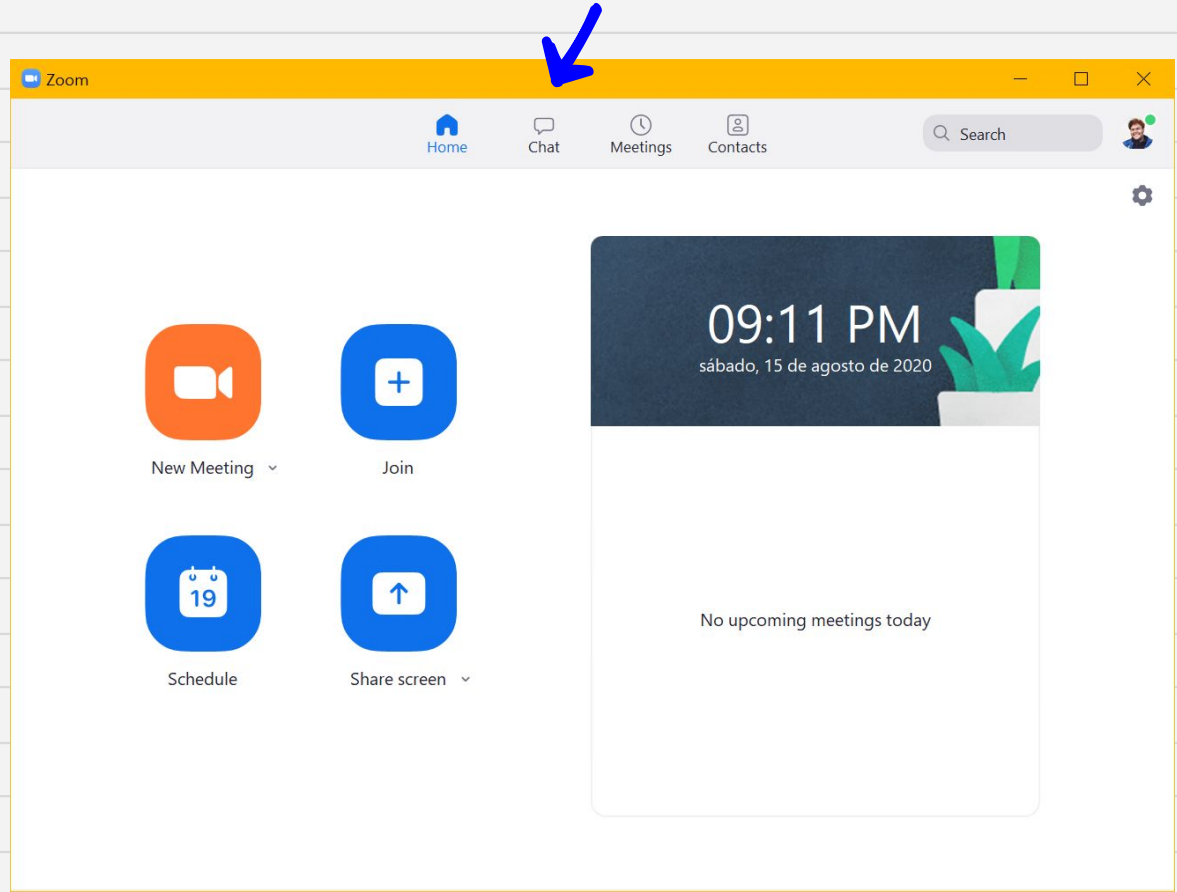 Zoom
Home Chat Meetings Contacts Search
09:11 PM
sábado, 15 de agosto de 2020
New Meeting Join
19
Schedule Share screen
No upcoming meetings today